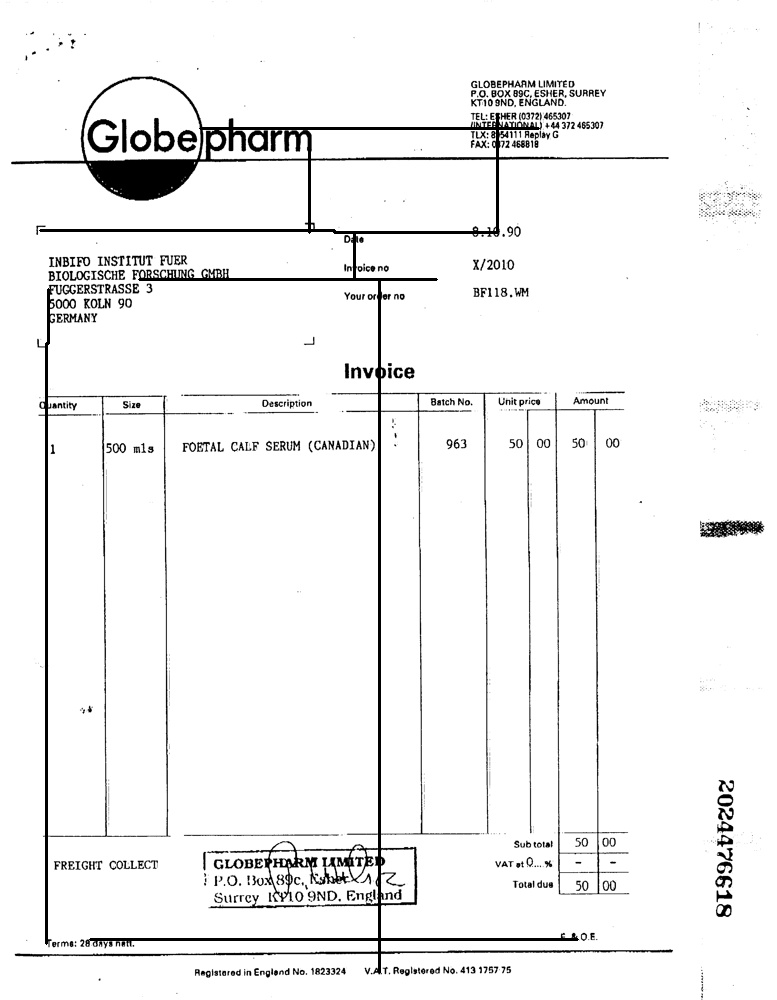 GLOBEPHARM LIMITED
P.O. BOX 89C, ESHER, SURREY
KT10 9ND, ENGLAND.
TEL: ESHER (0372) 465307
(INTERNATIONAL) +44 372 465307
TLX: 8954111 Replay G
FAX: 0372 468818
Globepharm
Date 8.10.90
INBIFO INSTITUT FUER
BIOLOGISCHE FORSCHUNG GMBH
FUGGERSTRASSE 3
5000 KOLN 90
GERMANY
Invoice no X/2010
Your order no BF118.WM
Invoice
Quantity Size Description Batch No. Unit price Amount
1 500 mls FOETAL CALF SERUM (CANADIAN) 963 50 00 50 00
Sub total 50 00
VAT at 0....% - -
Total due 50 00
FREIGHT COLLECT
GLOBEPHARM LIMITED
P.O. Box 89c, Esher
Surrey KT10 9ND. England
Terms: 28 days nett.
E. & O.E.
Registered in England No. 1823324 V.A.T. Registered No. 413 1757 75
2024476618